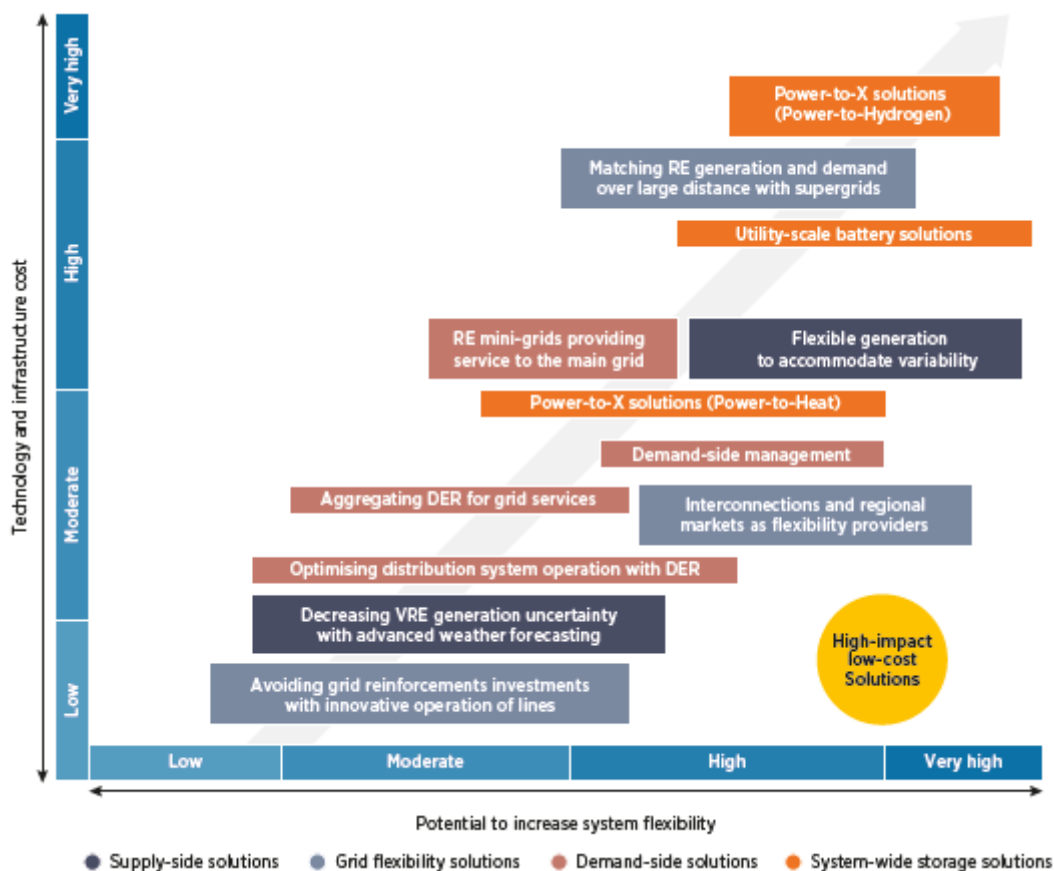 Technology and infrastructure cost
Very high
High
Moderate
Low
Power-to-X solutions
(Power-to-Hydrogen)
Matching RE generation and demand
over large distance with supergrids
Utility-scale battery solutions
RE mini-grids providing
service to the main grid
Flexible generation
to accommodate variability
Power-to-X solutions (Power-to-Heat)
Demand-side management
Aggregating DER for grid services
Interconnections and regional
markets as flexibility providers
Optimising distribution system operation with DER
Decreasing VRE generation uncertainty
with advanced weather forecasting
High-impact
low-cost
Solutions
Avoiding grid reinforcements investments
with innovative operation of lines
Low
Moderate
High
Very high
Potential to increase system flexibility
Supply-side solutions
Grid flexibility solutions
Demand-side solutions
System-wide storage solutions